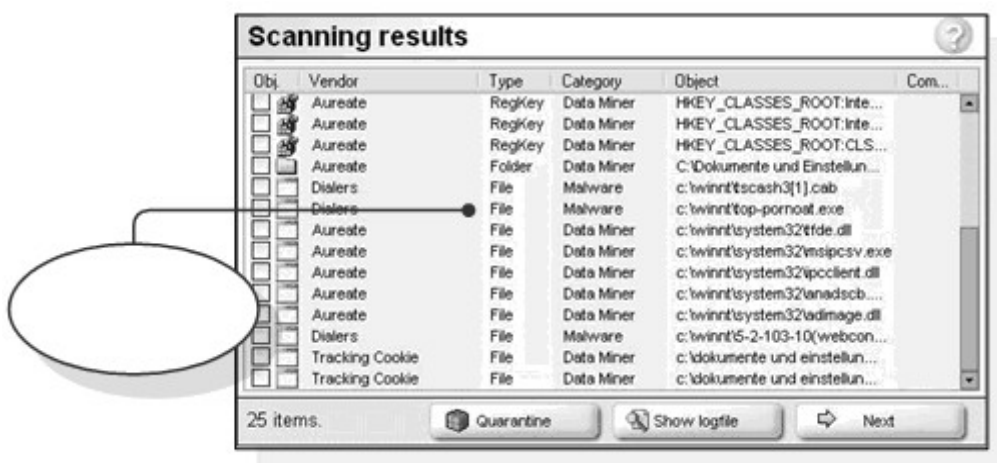 Scanning results
Obj. Vendor Type Category Object Com...
Aureate RegKey Data Miner HKEY_CLASSES_ROOT:Inte...
Aureate RegKey Data Miner HKEY_CLASSES_ROOT:Inte...
Aureate RegKey Data Miner HKEY_CLASSES_ROOT:CLS...
Aureate Folder Data Miner C:\Dokumente und Einstellun...
Dialers File Malware c:\winnt\tscash3[1].cab
Dialers File Malware c:\winnt\top-pornoat.exe
Aureate File Data Miner c:\winnt\system32\tfde.dll
Aureate File Data Miner c:\winnt\system32\msipcsv.exe
Aureate File Data Miner c:\winnt\system32\ipcclient.dll
Aureate File Data Miner c:\winnt\system32\anadscb....
Aureate File Data Miner c:\winnt\system32\adimage.dll
Dialers File Malware c:\winnt\5-2-103-10(webcon...
Tracking Cookie File Data Miner c:\dokumente und einstellun...
Tracking Cookie File Data Miner c:\dokumente und einstellun...
25 items. Quarantine Show logfile Next